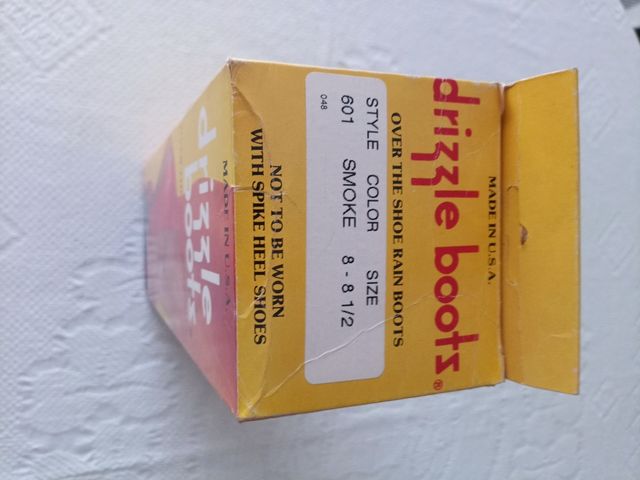 MADE IN U.S.A.
drizzle boots®
OVER THE SHOE RAIN BOOTS
STYLE COLOR SIZE
601 SMOKE 8 - 8 1/2
048
NOT TO BE WORN
WITH SPIKE HEEL SHOES
drizzle
boots
MADE IN U.S.A.